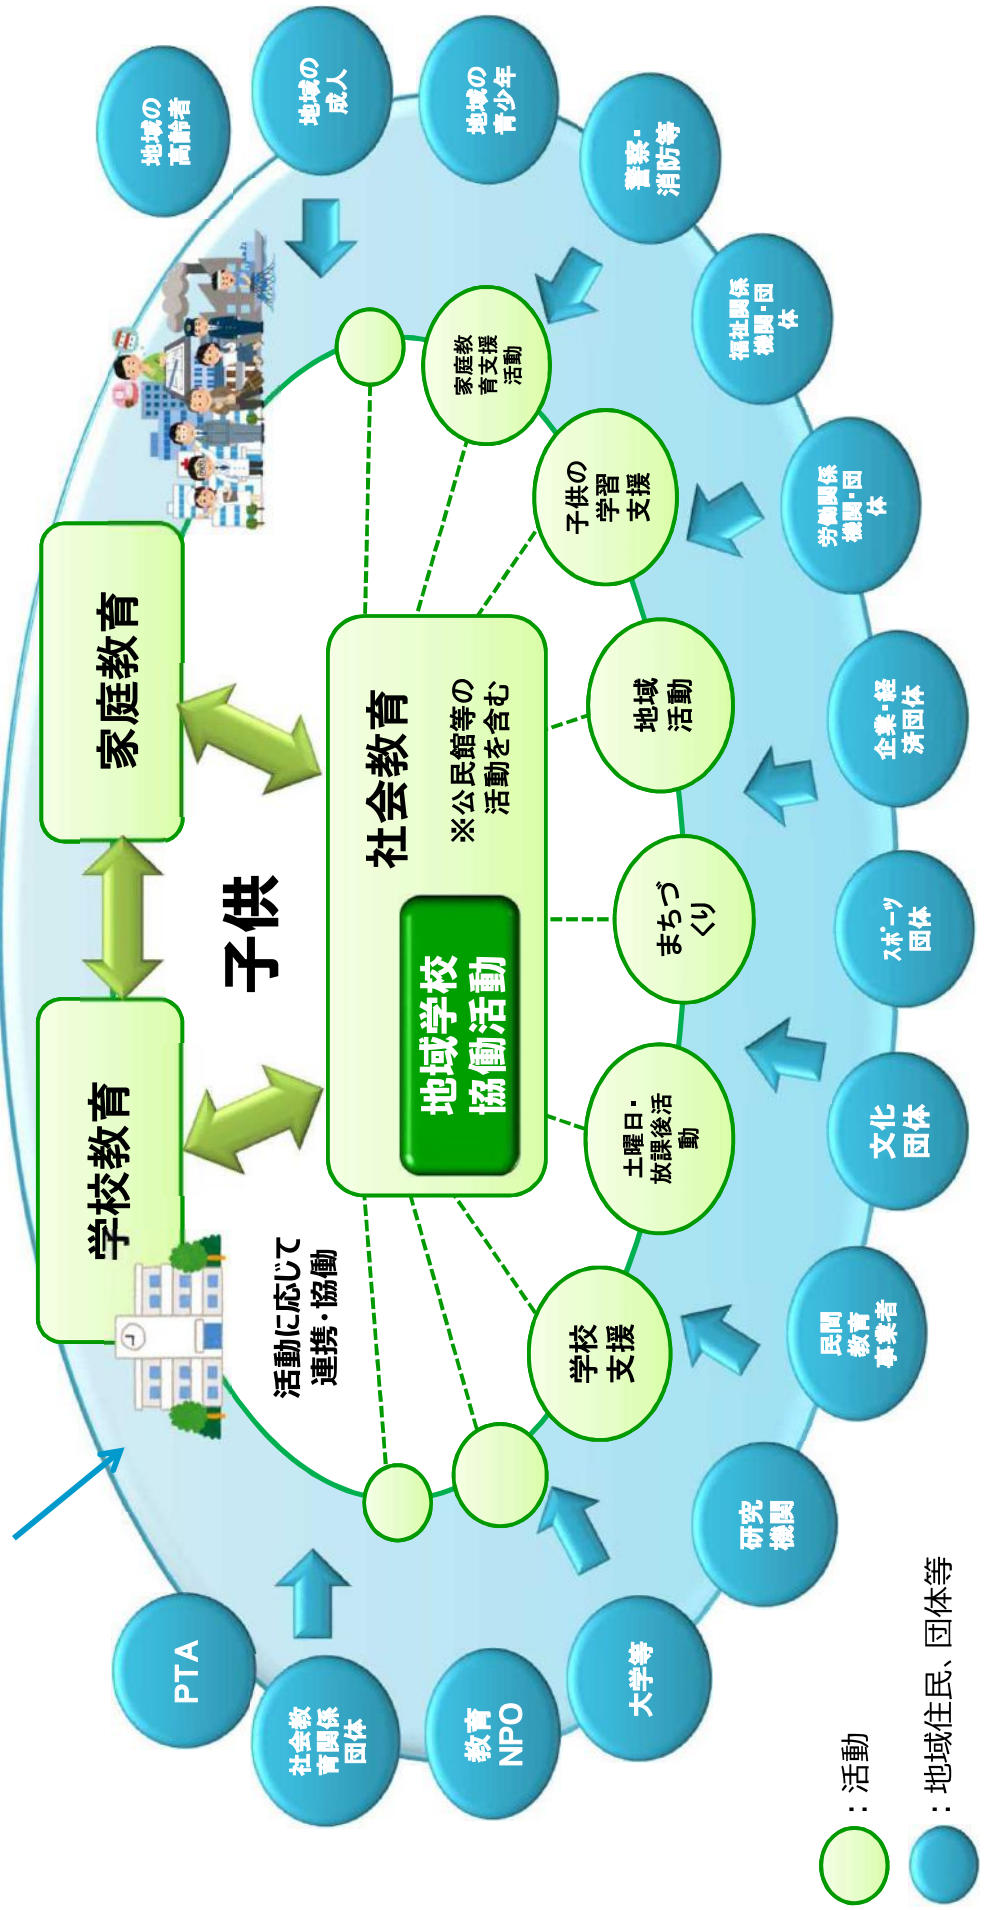 学校教育
家庭教育
子供
活動に応じて
連携・協働
社会教育
※公民館等の
活動を含む
地域学校
協働活動
学校
支援
土曜日・
放課後活
動
まちづ
くり
地域
活動
子供の
学習
支援
家庭教
育支援
活動
PTA
社会教
育関係
団体
教育
NPO
大学等
研究
機関
民間
教育
事業者
文化
団体
スポーツ
団体
企業・経
済団体
労働関係
機関・団
体
福祉関係
機関・団
体
警察・
消防等
地域の
青少年
地域の
成人
地域の
高齢者
：活動
：地域住民、団体等